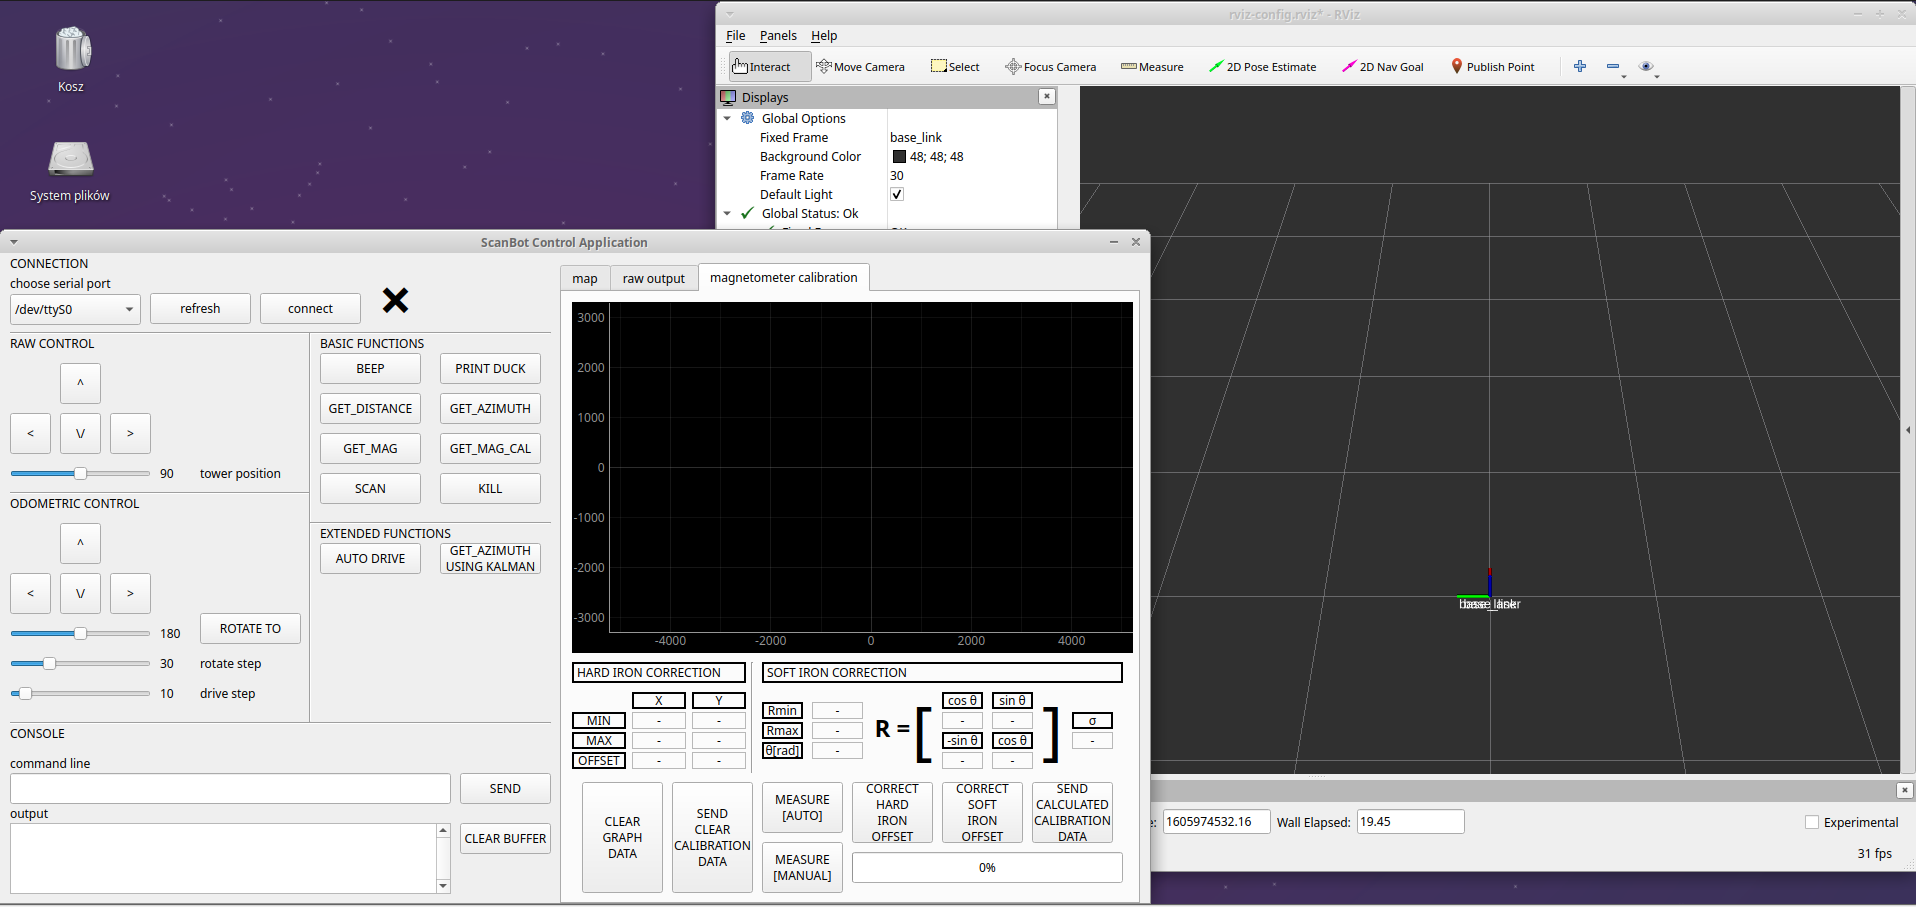 Kosz
System plików
rviz-config.rviz* - RViz
File Panels Help
Interact Move Camera Select Focus Camera Measure 2D Pose Estimate 2D Nav Goal Publish Point
Displays
Global Options
Fixed Frame base_link
Background Color 48; 48; 48
Frame Rate 30
Default Light
Global Status: Ok
ScanBot Control Application
CONNECTION
choose serial port
/dev/ttyS0 refresh connect
RAW CONTROL
^
< \/ >
90 tower position
ODOMETRIC CONTROL
^
< \/ >
180 ROTATE TO
30 rotate step
10 drive step
BASIC FUNCTIONS
BEEP PRINT DUCK
GET_DISTANCE GET_AZIMUTH
GET_MAG GET_MAG_CAL
SCAN KILL
EXTENDED FUNCTIONS
AUTO DRIVE
GET_AZIMUTH
USING KALMAN
CONSOLE
command line
SEND
output
CLEAR BUFFER
map raw output magnetometer calibration
3000
2000
1000
0
-1000
-2000
-3000
-4000 -2000 0 2000 4000
HARD IRON CORRECTION
X Y
MIN - -
MAX - -
OFFSET - -
SOFT IRON CORRECTION
Rmin -
Rmax -
θ[rad] -
R = [
cos θ sin θ
- -
-sin θ cos θ
- -
]
σ
-
CLEAR
GRAPH
DATA
SEND
CLEAR
CALIBRATION
DATA
MEASURE
[AUTO]
MEASURE
[MANUAL]
CORRECT
HARD
IRON
OFFSET
CORRECT
SOFT
IRON
OFFSET
SEND
CALCULATED
CALIBRATION
DATA
0%
e: 1605974532.16 Wall Elapsed: 19.45 Experimental
31 fps